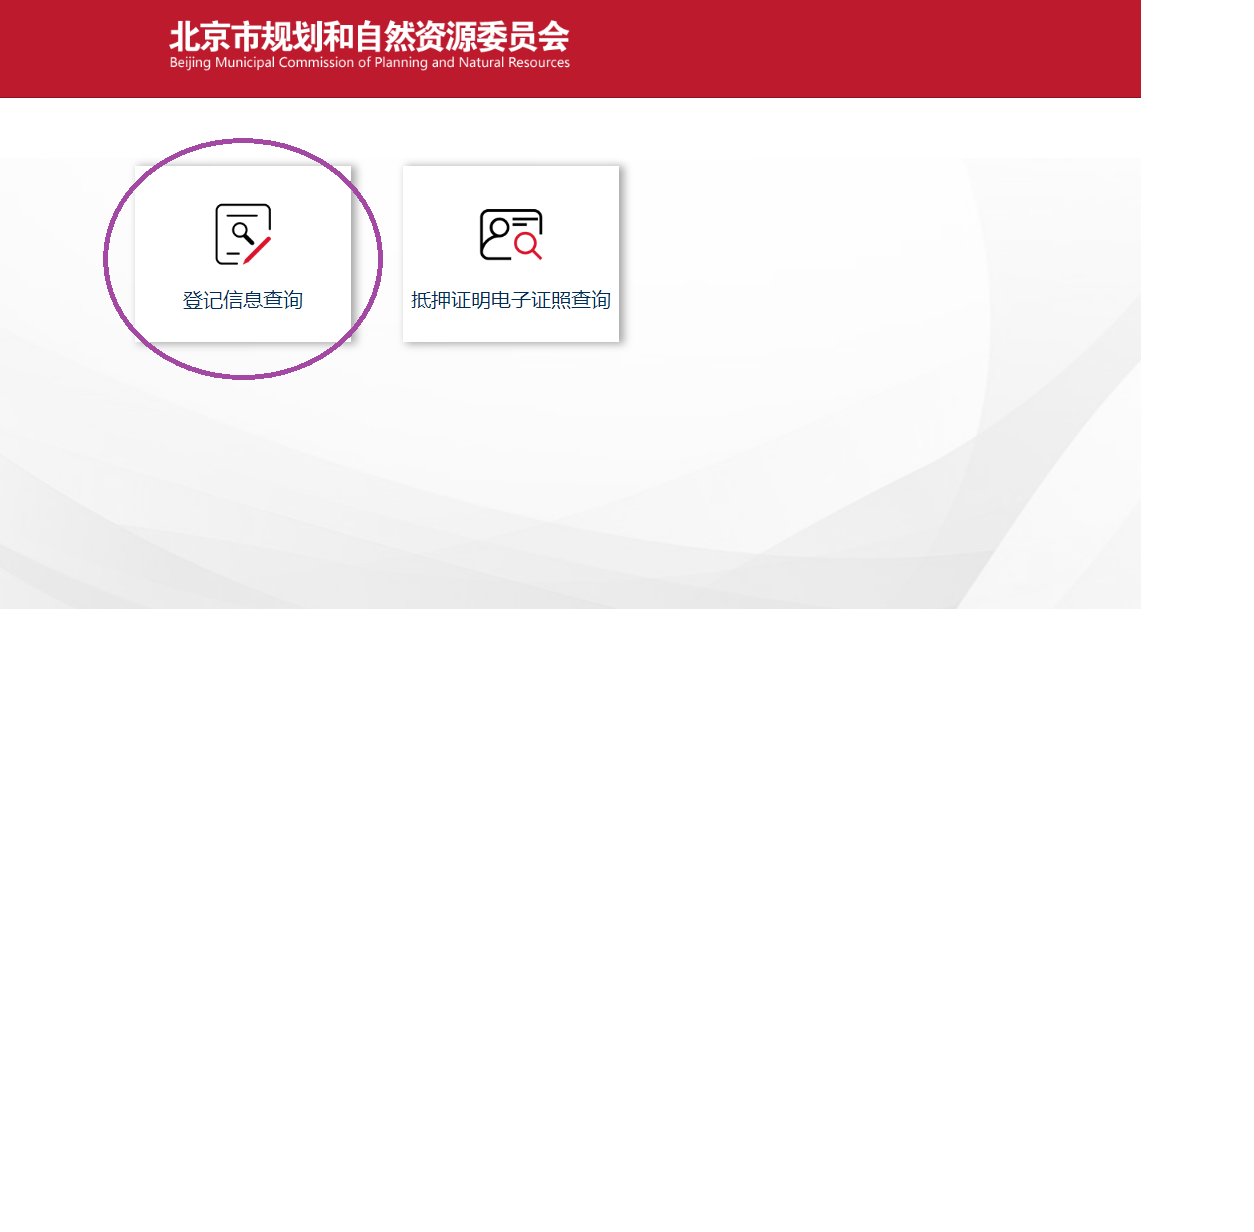 北京市规划和自然资源委员会
Beijing Municipal Commission of Planning and Natural Resources
登记信息查询
抵押证明电子证照查询